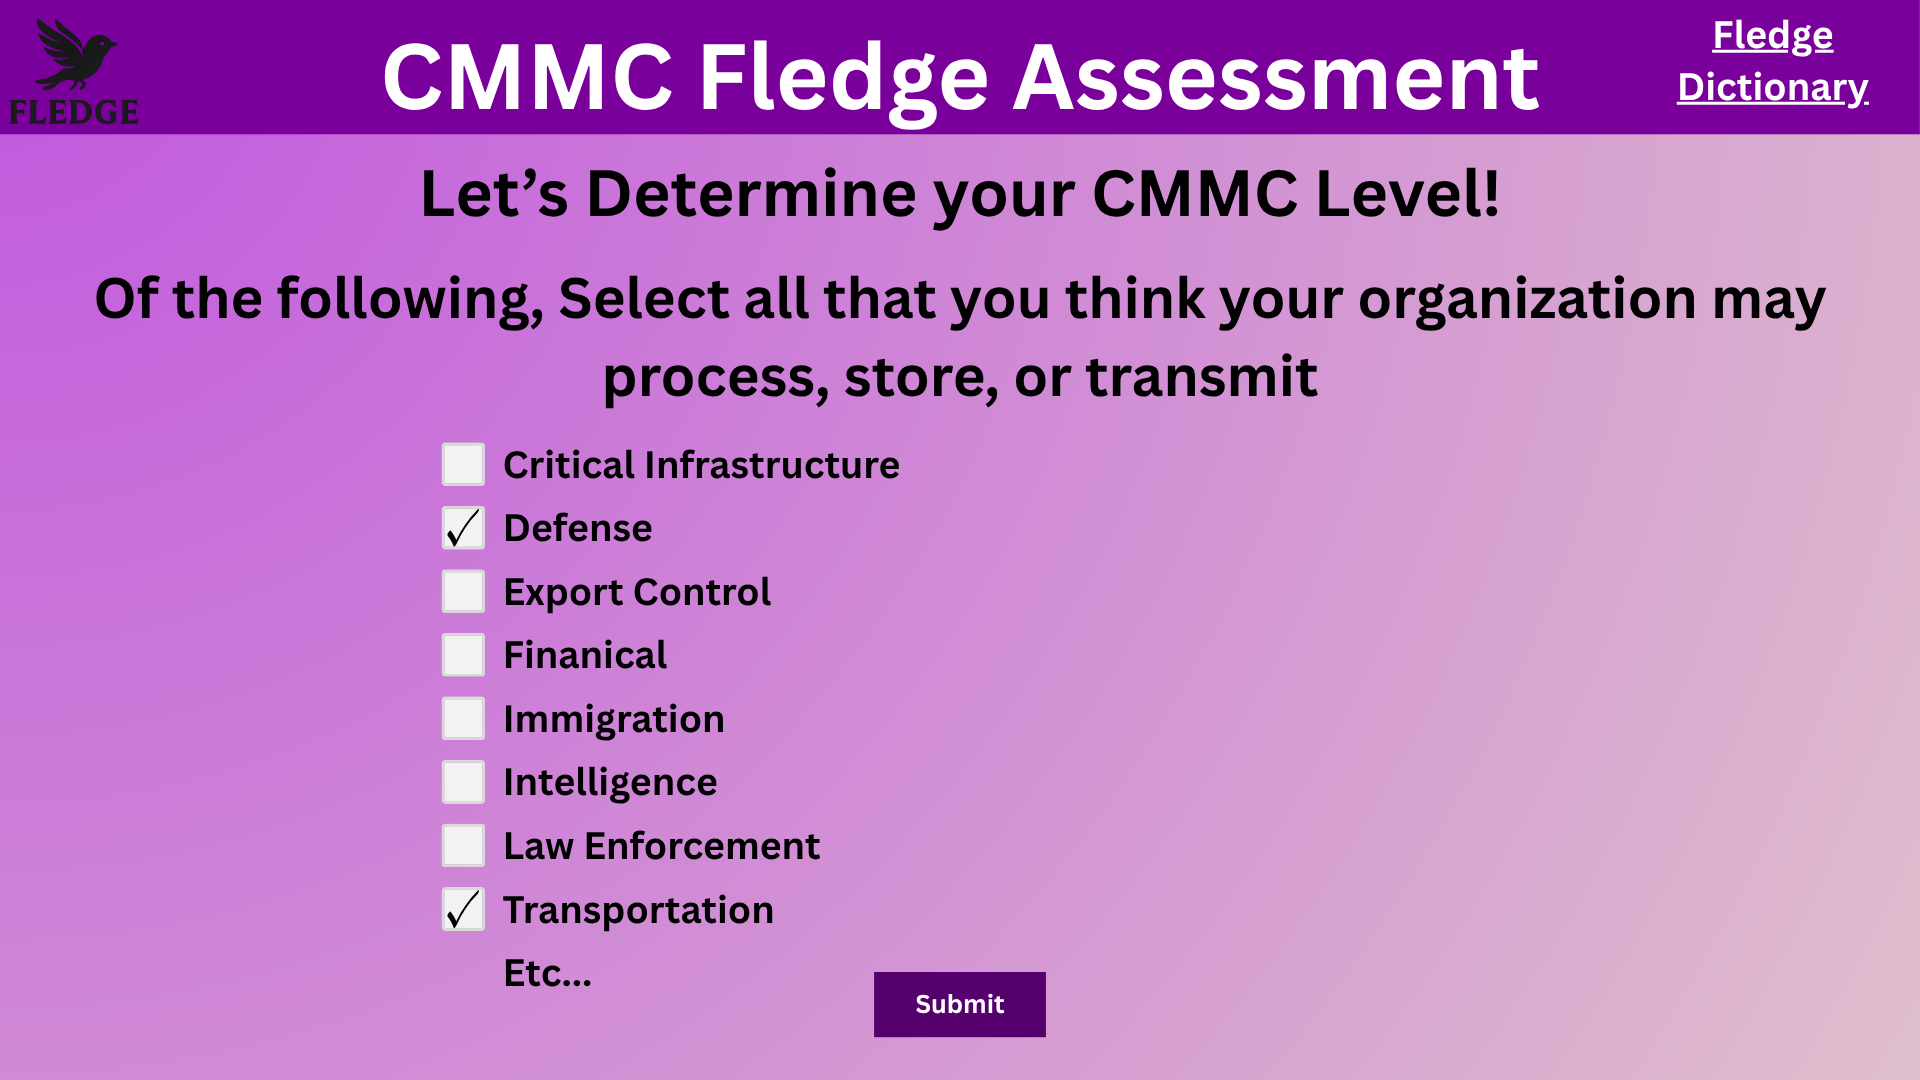 FLEDGE
CMMC Fledge Assessment
Fledge
Dictionary
Let’s Determine your CMMC Level!
Of the following, Select all that you think your organization may
process, store, or transmit
Critical Infrastructure
Defense
Export Control
Finanical
Immigration
Intelligence
Law Enforcement
Transportation
Etc...
Submit